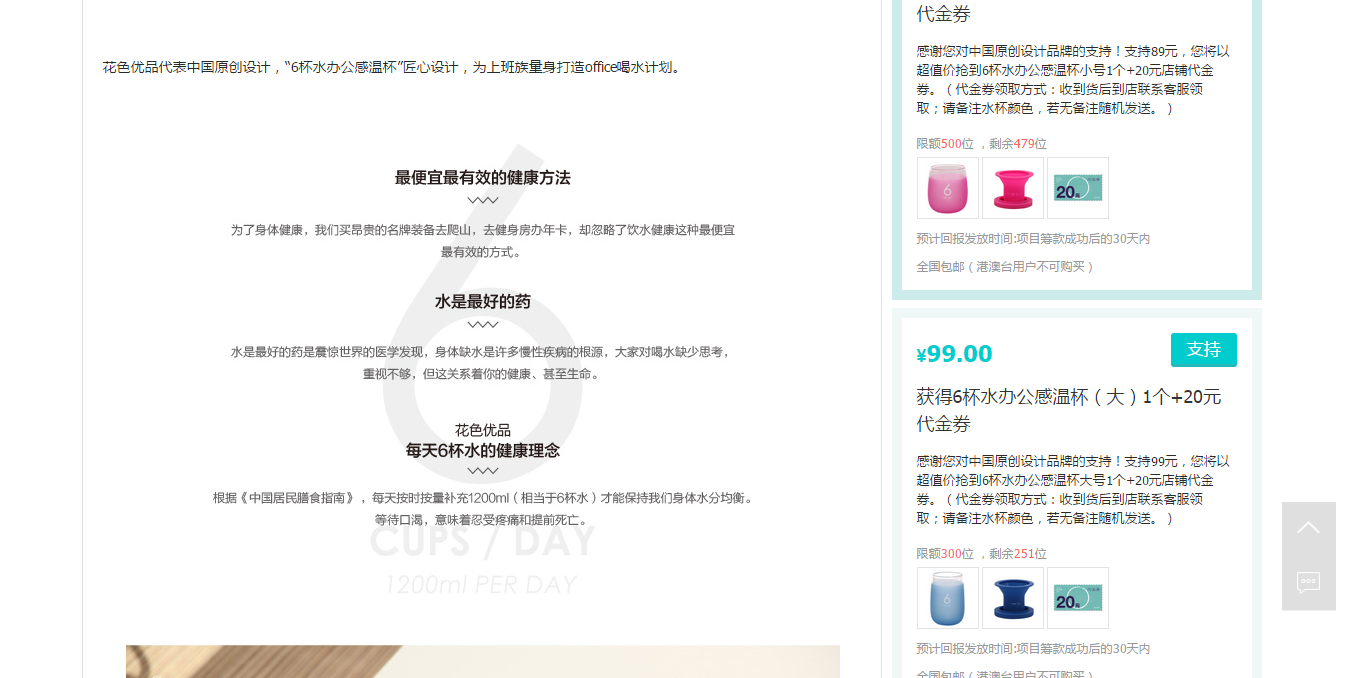 花色优品代表中国原创设计，“6杯水办公感温杯”匠心设计，为上班族量身打造office喝水计划。
最便宜最有效的健康方法
为了身体健康，我们买昂贵的名牌装备去爬山，去健身房办年卡，却忽略了饮水健康这种最便宜
最有效的方式。
水是最好的药
水是最好的药是震惊世界的医学发现，身体缺水是许多慢性疾病的根源，大家对喝水缺少思考，
重视不够，但这关系着你的健康、甚至生命。
花色优品
每天6杯水的健康理念
根据《中国居民膳食指南》，每天按时按量补充1200ml（相当于6杯水）才能保持我们身体水分均衡。
等待口渴，意味着忍受疼痛和提前死亡。
6
CUPS / DAY
1200ml PER DAY
代金券
感谢您对中国原创设计品牌的支持！支持89元，您将以
超值价抢到6杯水办公感温杯小号1个+20元店铺代金
券。（代金券领取方式：收到货后到店联系客服领
取；请备注水杯颜色，若无备注随机发送。）
限额500位 ，剩余479位
6
20元
预计回报发放时间:项目筹款成功后的30天内
全国包邮（港澳台用户不可购买）
¥99.00
支持
获得6杯水办公感温杯（大）1个+20元
代金券
感谢您对中国原创设计品牌的支持！支持99元，您将以
超值价抢到6杯水办公感温杯大号1个+20元店铺代金
券。（代金券领取方式：收到货后到店联系客服领
取；请备注水杯颜色，若无备注随机发送。）
限额300位 ，剩余251位
6
20元
预计回报发放时间:项目筹款成功后的30天内
全国包邮（港澳台用户不可购买）